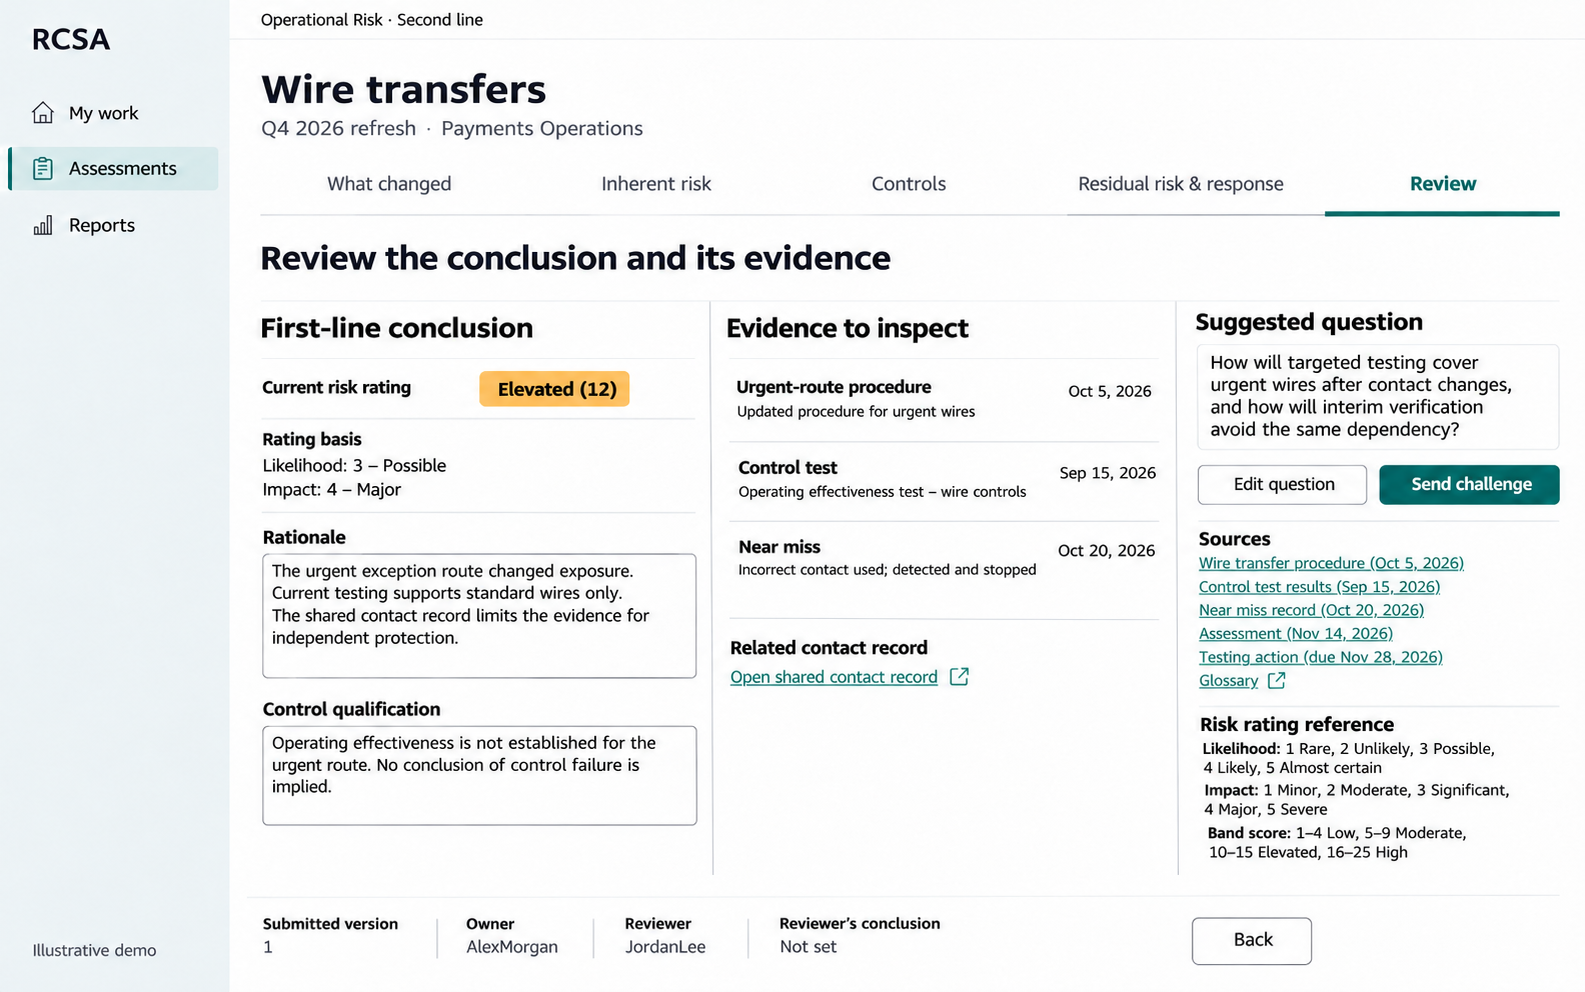 RCSA
My work
Assessments
Reports
Illustrative demo
Operational Risk · Second line
Wire transfers
Q4 2026 refresh · Payments Operations
What changed
Inherent risk
Controls
Residual risk & response
Review
Review the conclusion and its evidence
First-line conclusion
Current risk rating
Elevated (12)
Rating basis
Likelihood: 3 – Possible
Impact: 4 – Major
Rationale
The urgent exception route changed exposure.
Current testing supports standard wires only.
The shared contact record limits the evidence for
independent protection.
Control qualification
Operating effectiveness is not established for the
urgent route. No conclusion of control failure is
implied.
Evidence to inspect
Urgent-route procedure
Oct 5, 2026
Updated procedure for urgent wires
Control test
Sep 15, 2026
Operating effectiveness test – wire controls
Near miss
Oct 20, 2026
Incorrect contact used; detected and stopped
Related contact record
Open shared contact record
Suggested question
How will targeted testing cover
urgent wires after contact changes,
and how will interim verification
avoid the same dependency?
Edit question
Send challenge
Sources
Wire transfer procedure (Oct 5, 2026)
Control test results (Sep 15, 2026)
Near miss record (Oct 20, 2026)
Assessment (Nov 14, 2026)
Testing action (due Nov 28, 2026)
Glossary
Risk rating reference
Likelihood: 1 Rare, 2 Unlikely, 3 Possible,
4 Likely, 5 Almost certain
Impact: 1 Minor, 2 Moderate, 3 Significant,
4 Major, 5 Severe
Band score: 1–4 Low, 5–9 Moderate,
10–15 Elevated, 16–25 High
Submitted version
1
Owner
AlexMorgan
Reviewer
JordanLee
Reviewer's conclusion
Not set
Back